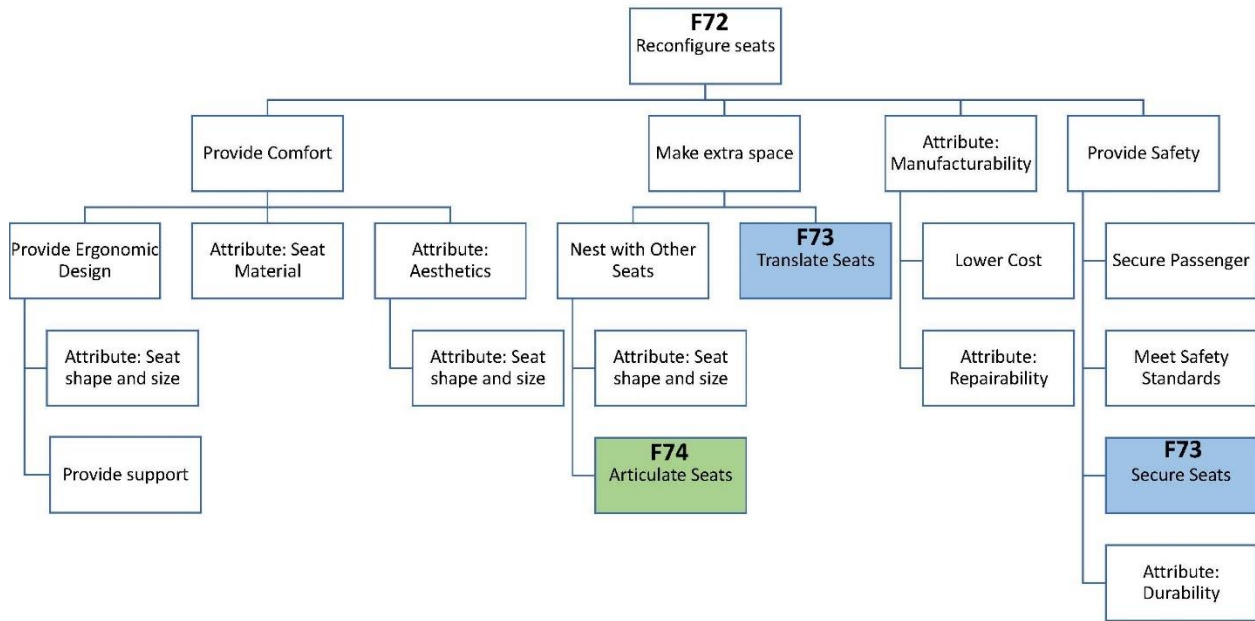 F72
Reconfigure seats
Provide Comfort
Make extra space
Attribute:
Manufacturability
Provide Safety
Provide Ergonomic
Design
Attribute: Seat
Material
Attribute:
Aesthetics
Nest with Other
Seats
F73
Translate Seats
Lower Cost
Secure Passenger
Attribute: Seat
shape and size
Attribute: Seat
shape and size
Attribute: Seat
shape and size
Attribute:
Repairability
Meet Safety
Standards
Provide support
F74
Articulate Seats
F73
Secure Seats
Attribute:
Durability